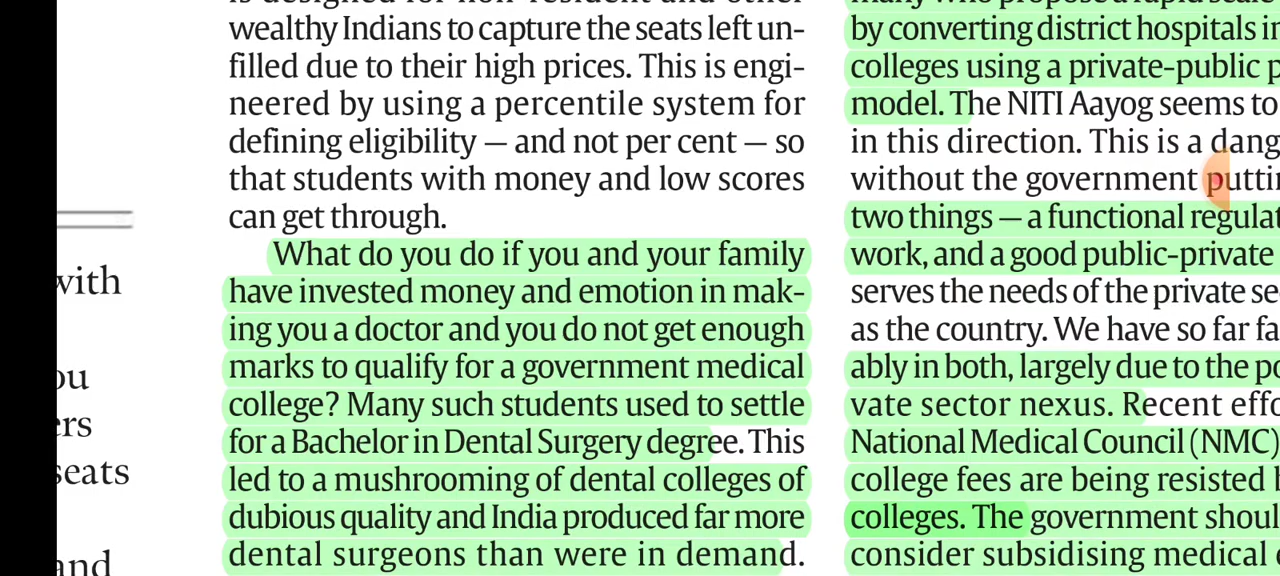 wealthy Indians to capture the seats left un-
filled due to their high prices. This is engi-
neered by using a percentile system for
defining eligibility — and not per cent — so
that students with money and low scores
can get through.
What do you do if you and your family
have invested money and emotion in mak-
ing you a doctor and you do not get enough
marks to qualify for a government medical
college? Many such students used to settle
for a Bachelor in Dental Surgery degree. This
led to a mushrooming of dental colleges of
dubious quality and India produced far more
dental surgeons than were in demand.
by converting district hospitals
colleges using a private-public
model. The NITI Aayog seems to
in this direction. This is a
without the government
two things — a functional
work, and a good public-private
serves the needs of the private
as the country. We have so far
ably in both, largely due to the
vate sector nexus. Recent
National Medical Council (NMC)
college fees are being resisted
colleges. The government
consider subsidising medical
with
seats
and